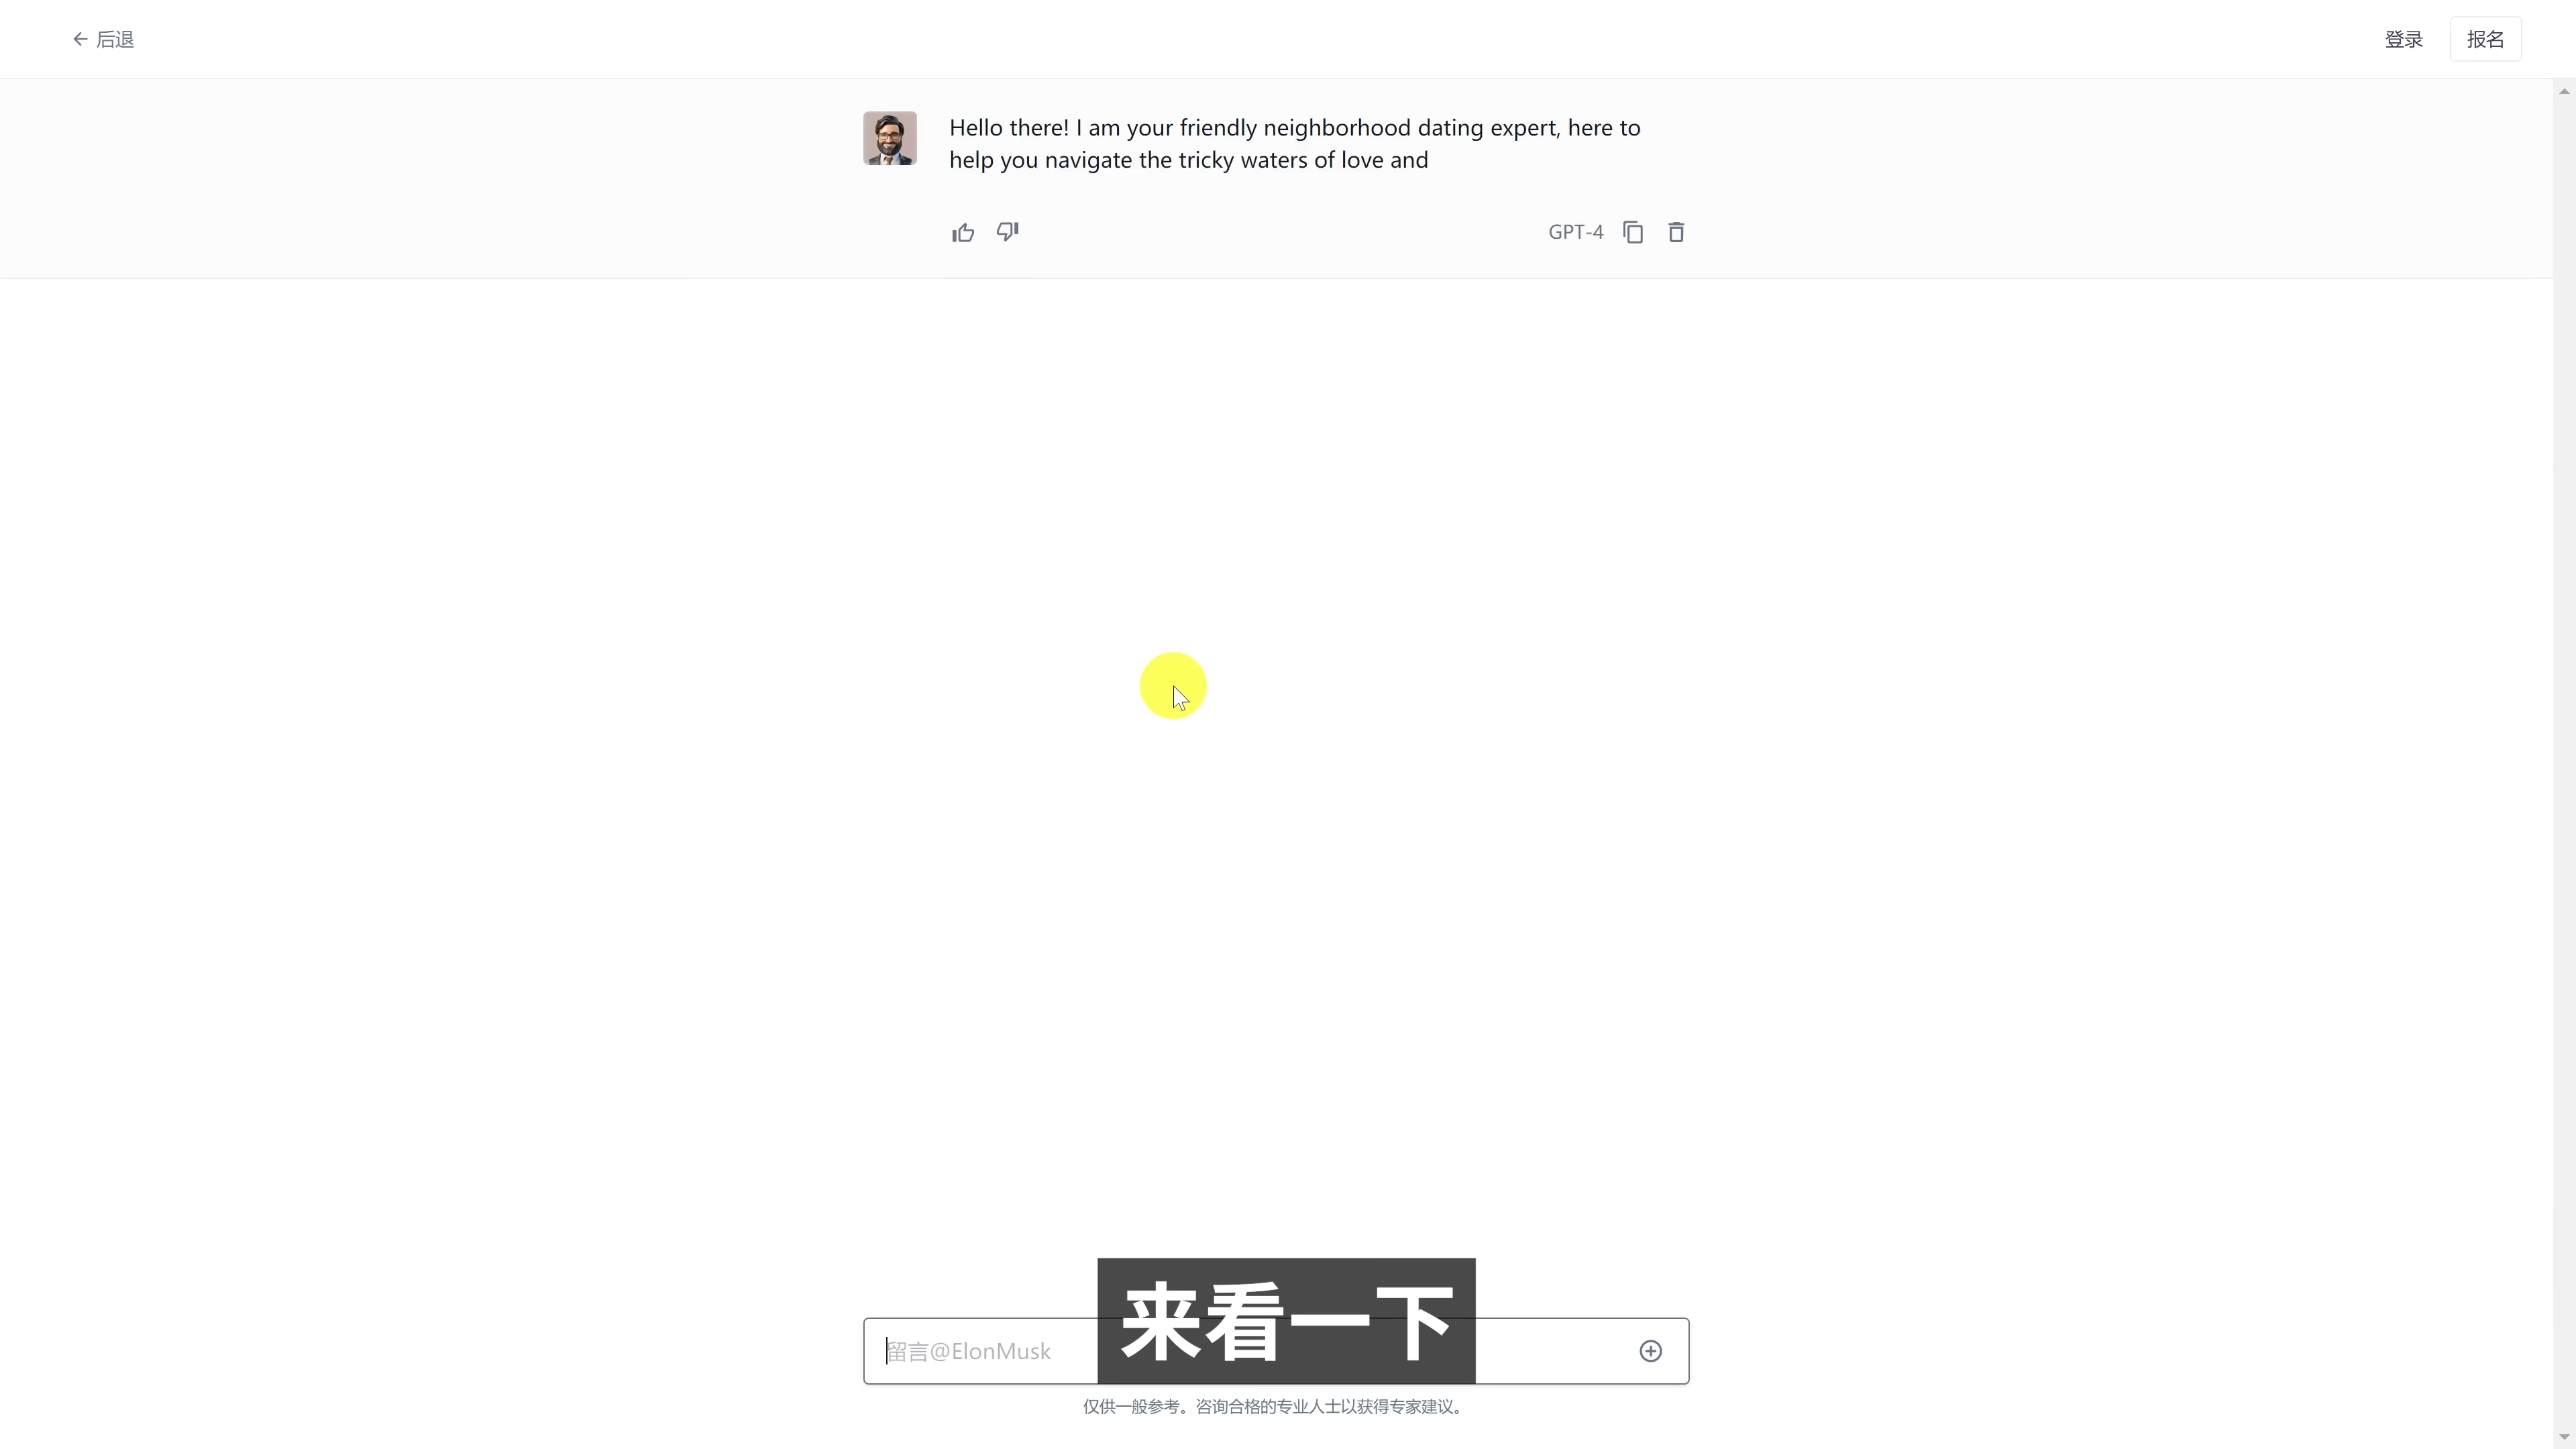 后退
登录
报名
Hello there! I am your friendly neighborhood dating expert, here to
help you navigate the tricky waters of love and
GPT-4
来看一下
留言@ElonMusk
仅供一般参考。咨询合格的专业人士以获得专家建议。